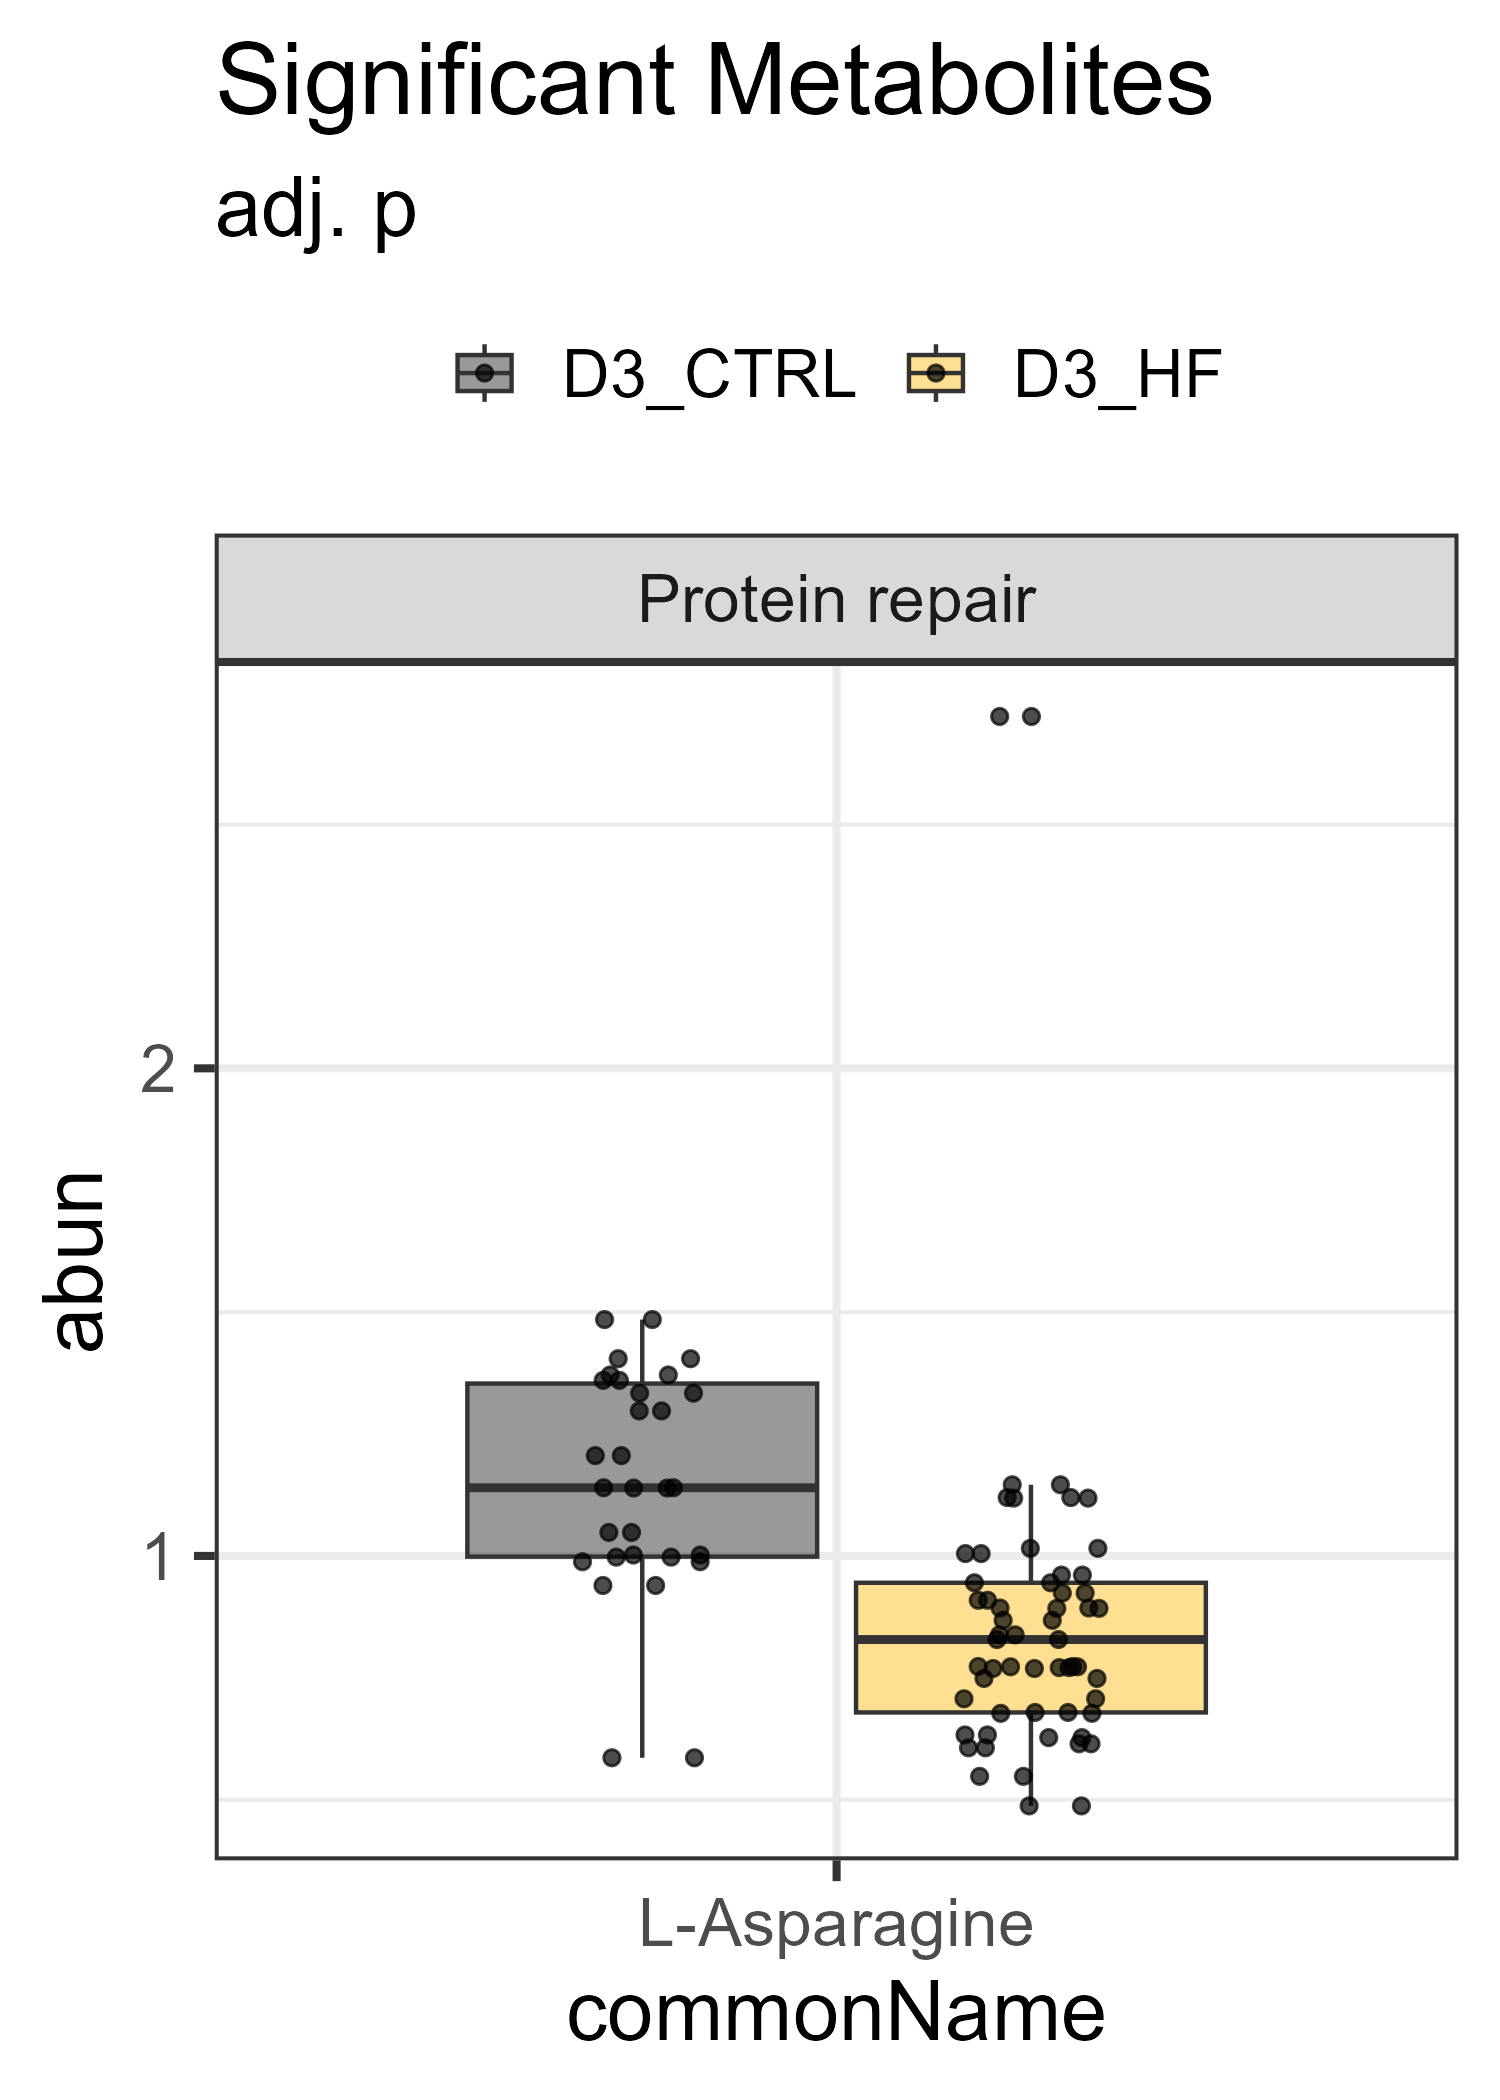 Significant Metabolites
adj. p
D3_CTRL D3_HF
Protein repair
2
1
abun
L-Asparagine
commonName